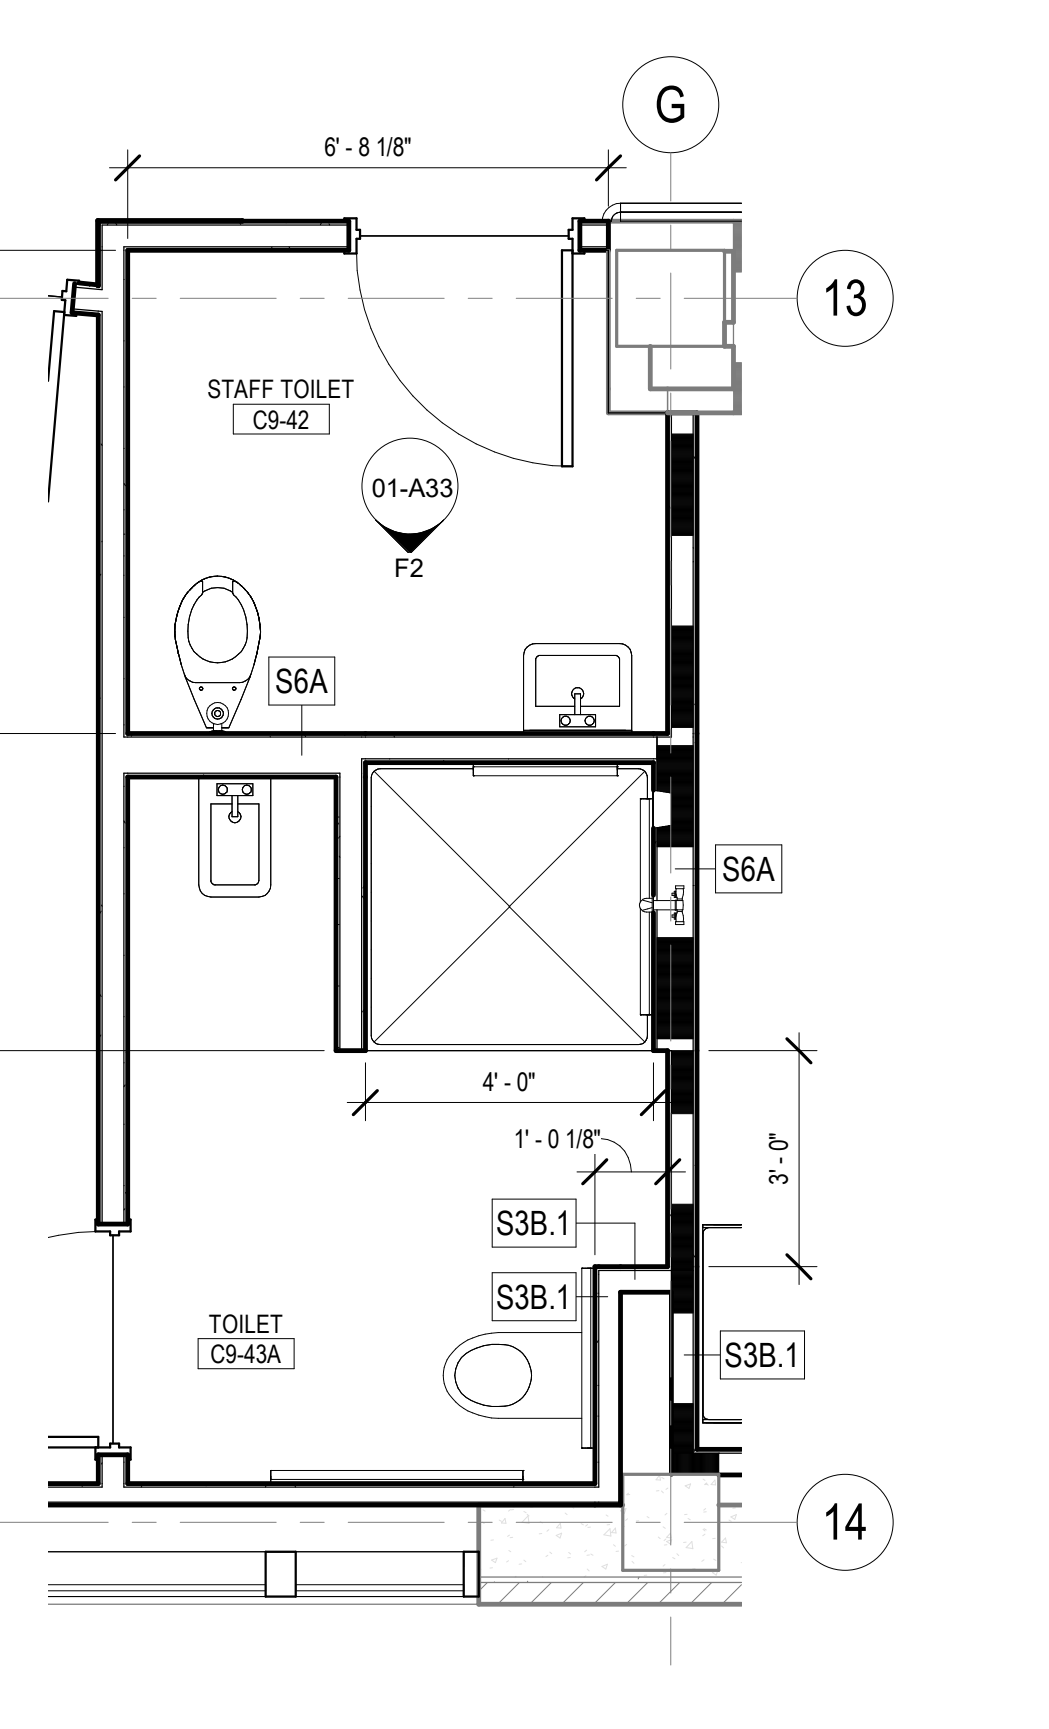 G
6' - 8 1/8"
13
STAFF TOILET
C9-42
01-A33
F2
S6A
S6A
4' - 0"
1' - 0 1/8"
3' - 0"
S3B.1
S3B.1
TOILET
C9-43A
S3B.1
14